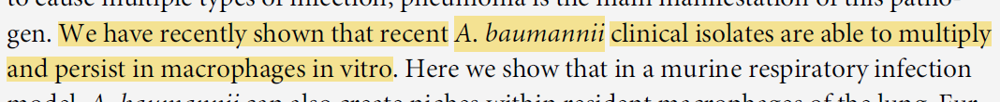 to cause multiple types of infection, pneumonia is the main manifestation of this patho-
gen. We have recently shown that recent A. baumannii clinical isolates are able to multiply
and persist in macrophages in vitro. Here we show that in a murine respiratory infection
model, A. baumannii can also create niches within resident macrophages of the lung. Fur-